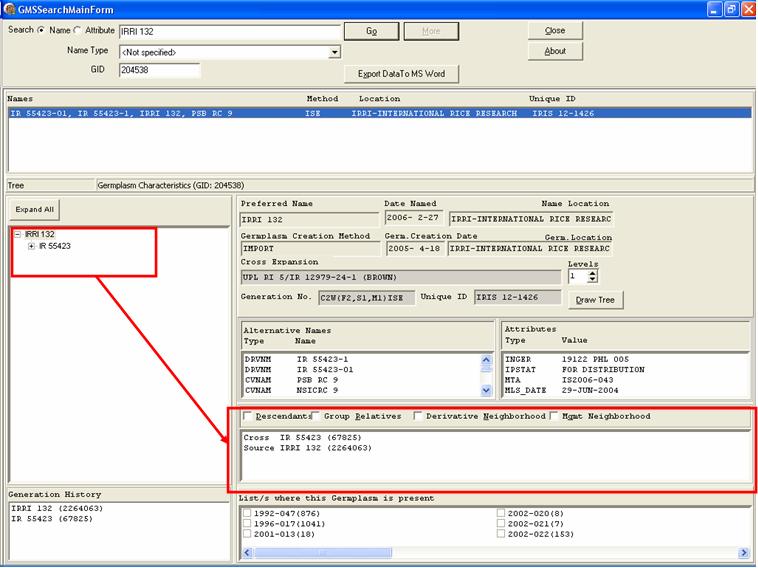 GMSSearchMainForm
Search Name Attribute IRRI 132 Go More Close
Name Type <Not specified> About
GID 204538 Export DataTo MS Word
Names Method Location Unique ID
IR 55423-01, IR 55423-1, IRRI 132, PSB RC 9 ISE IRRI-INTERNATIONAL RICE RESEARCH IRIS 12-1426
Tree Germplasm Characteristics (GID: 204538)
Expand All
IRRI 132
IR 55423
Preferred Name Date Named Name Location
IRRI 132 2006- 2-27 IRRI-INTERNATIONAL RICE RESEARC
Germplasm Creation Method Germ.Creation Date Germ.Location
IMPORT 2005- 4-18 IRRI-INTERNATIONAL RICE RESEARC
Cross Expansion Levels
UPL RI 5/IR 12979-24-1 (BROWN) 1
Generation No. C2W(F2,S1,M1)ISE Unique ID IRIS 12-1426 Draw Tree
Alternative Names
Type Name
DRVNM IR 55423-1
DRVNM IR 55423-01
CVNAM PSB RC 9
CVNAM NSICRC 9
Attributes
Type Value
INGER 19122 PHL 005
IPSTAT FOR DISTRIBUTION
MTA IS2006-043
MLS_DATE 29-JUN-2004
Descendants Group Relatives Derivative Neighborhood Mgmt Neighborhood
Cross IR 55423 (67825)
Source IRRI 132 (2264063)
Generation History
IRRI 132 (2264063)
IR 55423 (67825)
List/s where this Germplasm is present
1992-047(876) 2002-020(8)
1996-017(1041) 2002-021(7)
2001-013(18) 2002-022(153)